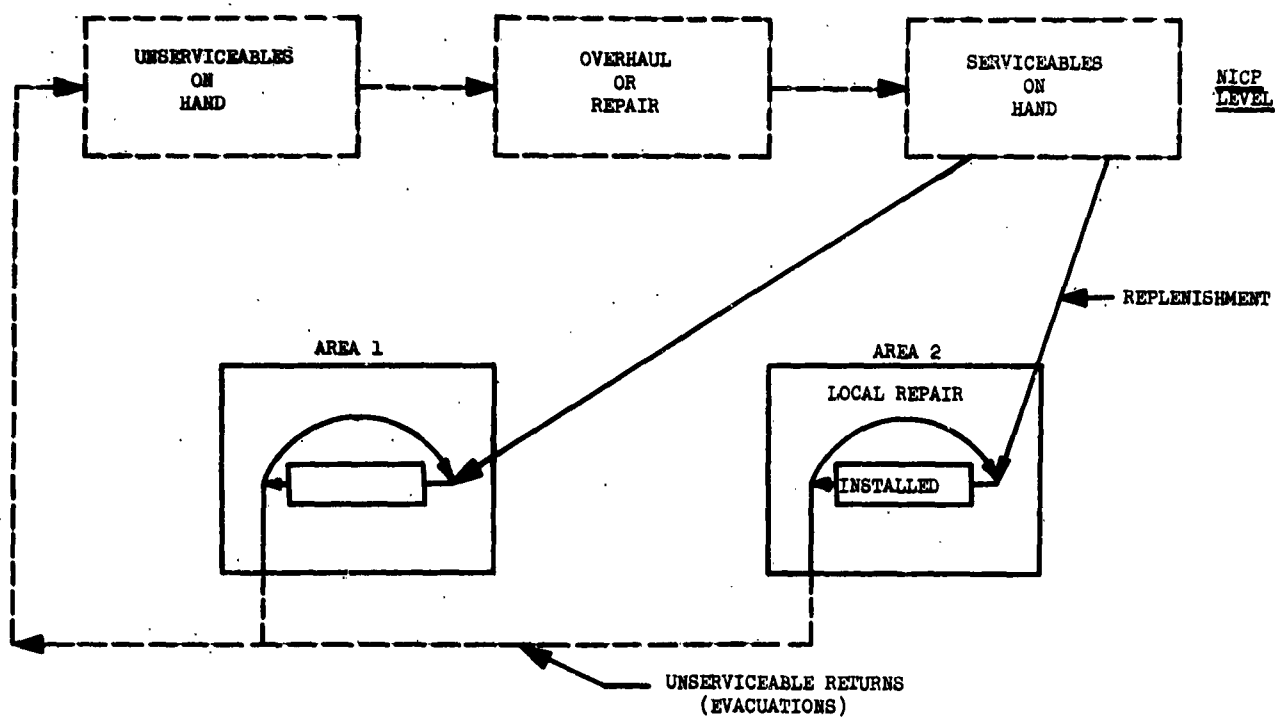 UNSERVICEABLES
ON
HAND
OVERHAUL
OR
REPAIR
SERVICEABLES
ON
HAND
NICP
LEVEL
REPLENISHMENT
AREA 1
AREA 2
LOCAL REPAIR
INSTALLED
UNSERVICEABLE RETURNS
(EVACUATIONS)